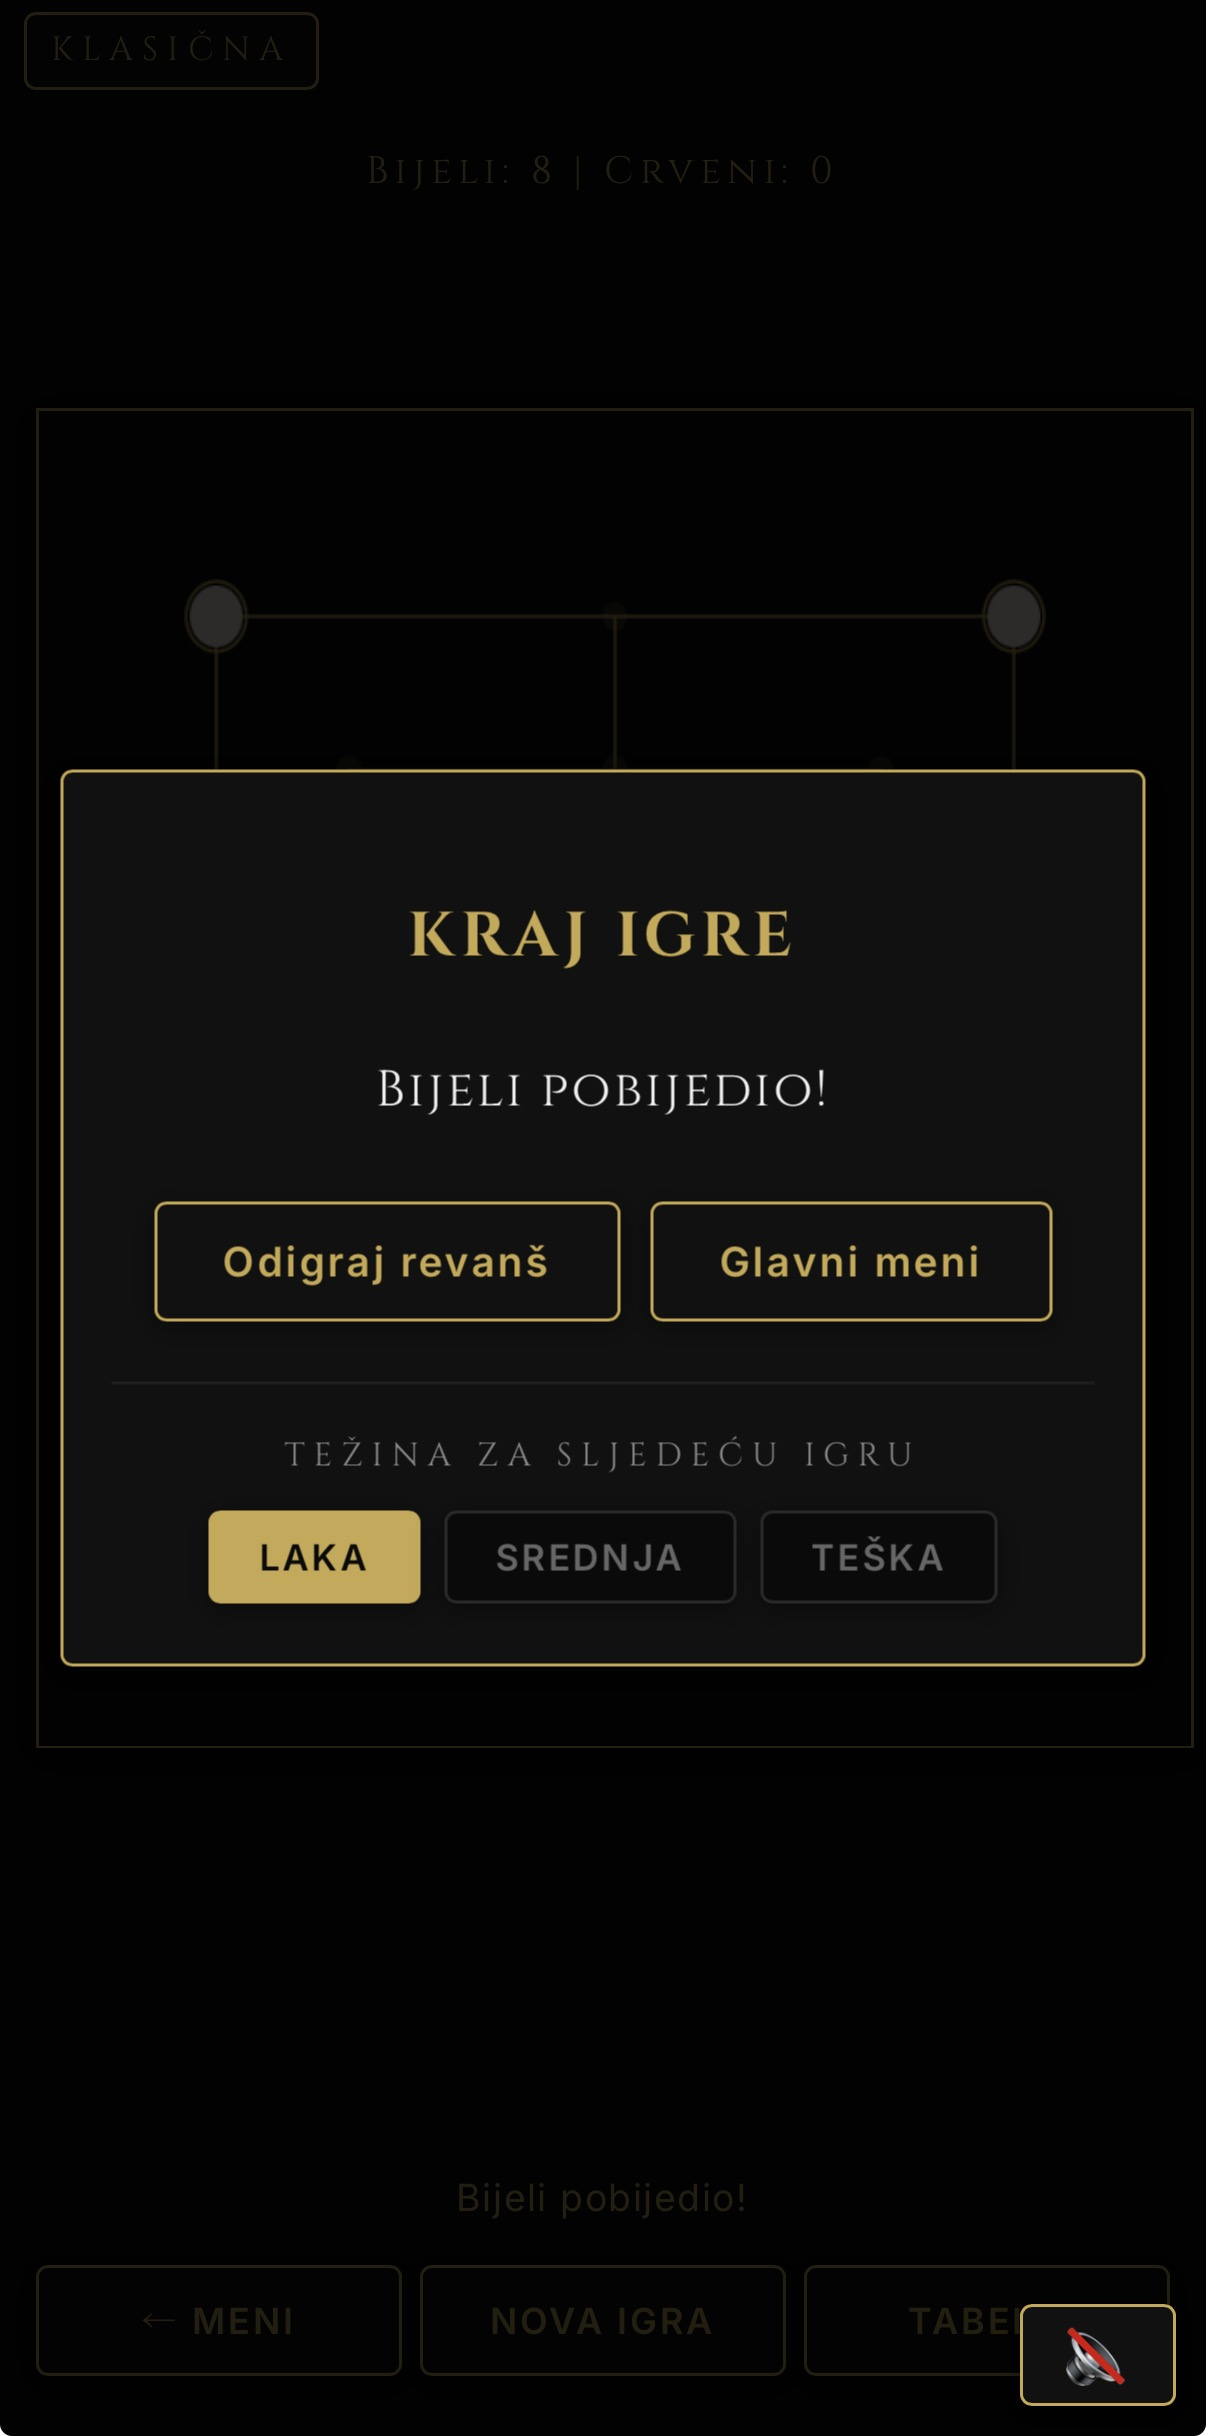 KLASIČNA
Bijeli: 8 | Crveni: 0
KRAJ IGRE
Bijeli pobijedio!
Odigraj revanš
Glavni meni
TEŽINA ZA SLJEDEĆU IGRU
LAKA
SREDNJA
TEŠKA
Bijeli pobijedio!
← MENI
NOVA IGRA